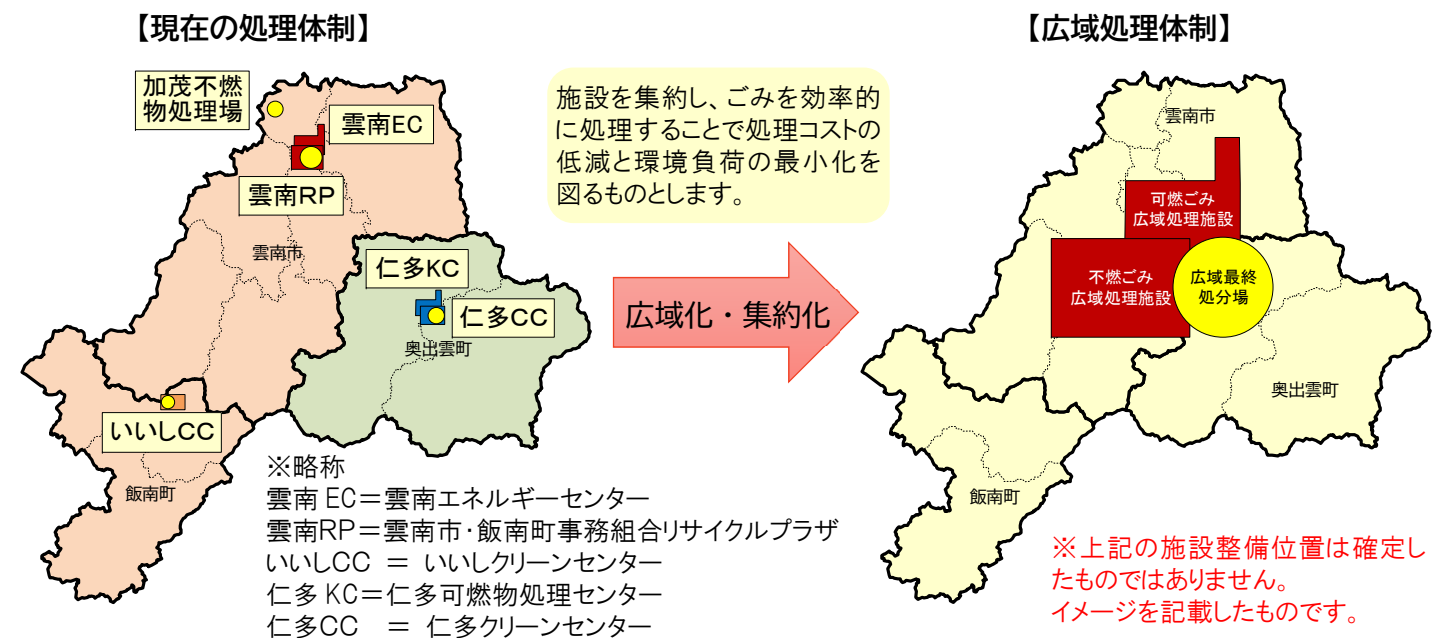 【現在の処理体制】
加茂不燃
物処理場
雲南EC
雲南RP
雲南市
仁多KC
仁多CC
奥出雲町
いいしCC
飯南町
※略称
雲南 EC＝雲南エネルギーセンター
雲南RP＝雲南市・飯南町事務組合リサイクルプラザ
いいしCC ＝ いいしクリーンセンター
仁多 KC＝仁多可燃物処理センター
仁多CC ＝ 仁多クリーンセンター
施設を集約し、ごみを効率的
に処理することで処理コストの
低減と環境負荷の最小化を
図るものとします。
広域化・集約化
【広域処理体制】
雲南市
可燃ごみ
広域処理施設
不燃ごみ
広域処理施設
広域最終
処分場
奥出雲町
飯南町
※上記の施設整備位置は確定し
たものではありません。
イメージを記載したものです。